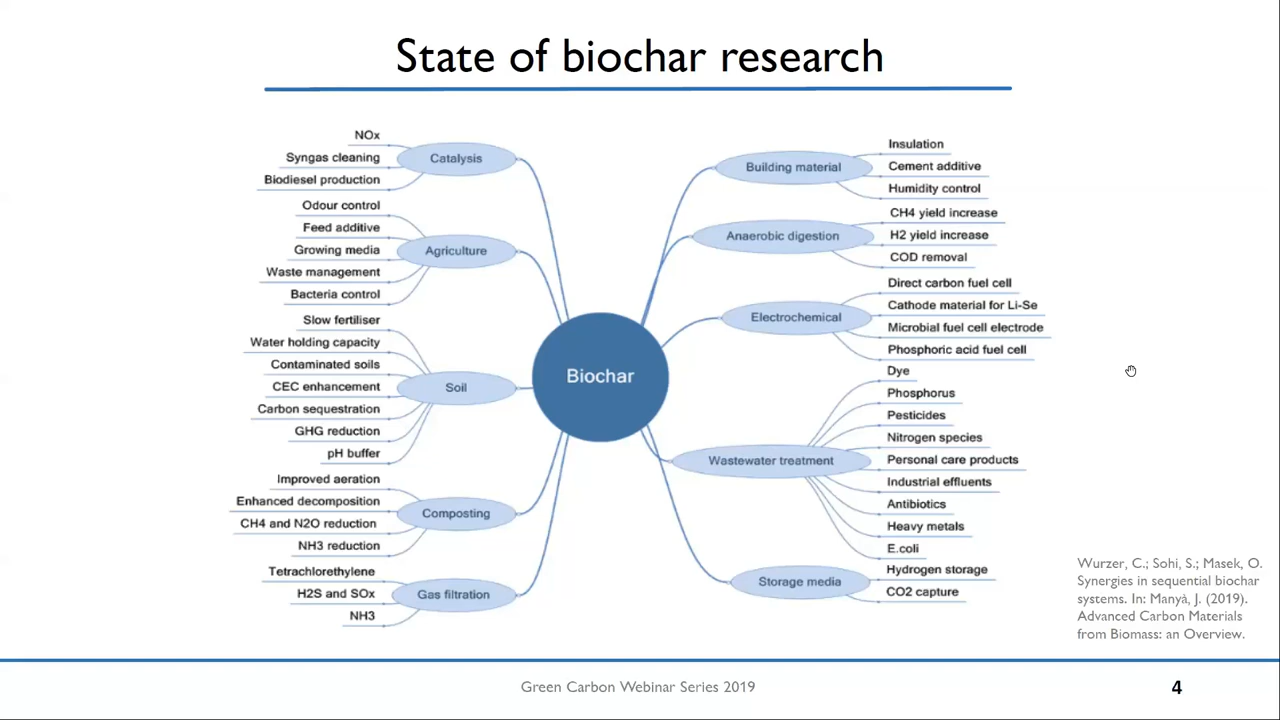 State of biochar research
NOx
Syngas cleaning
Biodiesel production
Catalysis
Odour control
Feed additive
Growing media
Waste management
Bacteria control
Agriculture
Slow fertiliser
Water holding capacity
Contaminated soils
CEC enhancement
Carbon sequestration
GHG reduction
pH buffer
Soil
Improved aeration
Enhanced decomposition
CH4 and N2O reduction
NH3 reduction
Composting
Tetrachlorethylene
H2S and SOx
NH3
Gas filtration
Biochar
Building material
Insulation
Cement additive
Humidity control
Anaerobic digestion
CH4 yield increase
H2 yield increase
COD removal
Electrochemical
Direct carbon fuel cell
Cathode material for Li-Se
Microbial fuel cell electrode
Phosphoric acid fuel cell
Wastewater treatment
Dye
Phosphorus
Pesticides
Nitrogen species
Personal care products
Industrial effluents
Antibiotics
Heavy metals
E.coli
Storage media
Hydrogen storage
CO2 capture
Wurzer, C.; Sohi, S.; Masek, O.
Synergies in sequential biochar
systems. In: Manyà, J. (2019).
Advanced Carbon Materials
from Biomass: an Overview.
Green Carbon Webinar Series 2019
4